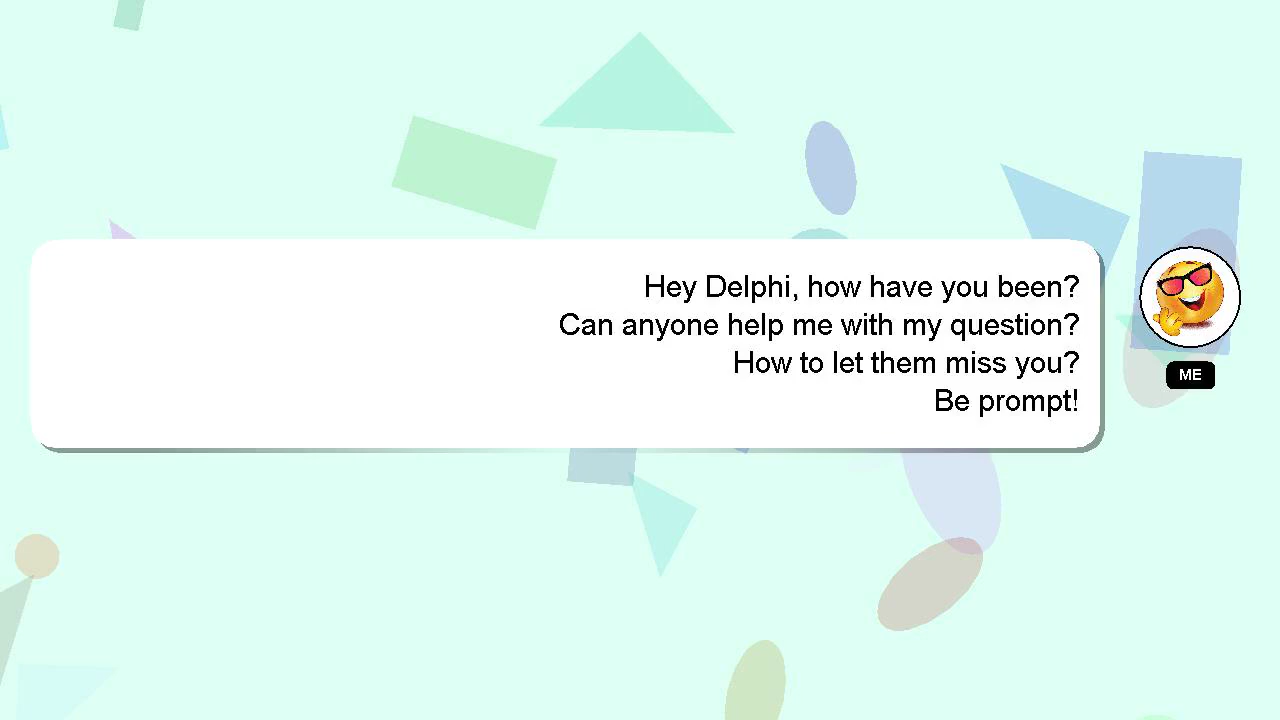 Hey Delphi, how have you been?
Can anyone help me with my question?
How to let them miss you?
Be prompt!
ME